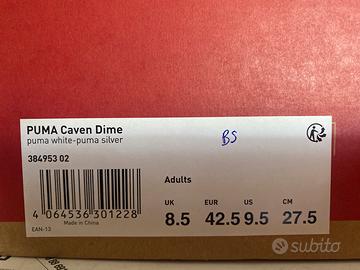 PUMA Caven Dime
puma white-puma silver
BS
384953 02
Adults
UK EUR US CM
8.5 42.5 9.5 27.5
4 064536 301228
Made in China
EAN-13
subito